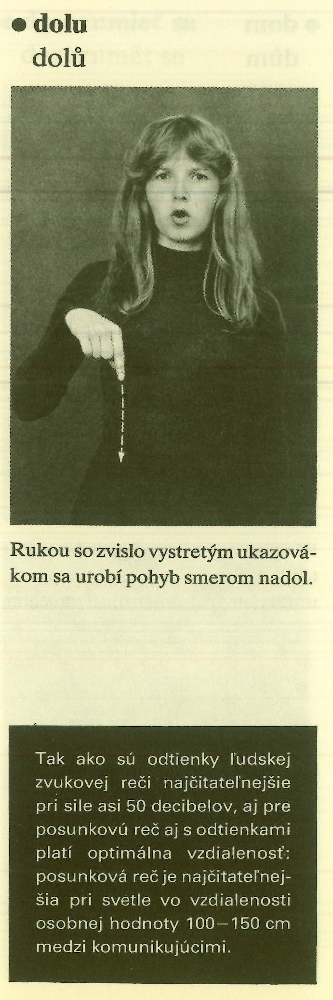 ● dolu
dolů
Rukou so zvislo vystretým ukazová-
kom sa urobí pohyb smerom nadol.
Tak ako sú odtienky ľudskej
zvukovej reči najčitateľnejšie
pri sile asi 50 decibelov, aj pre
posunkovú reč aj s odtienkami
platí optimálna vzdialenosť:
posunková reč je najčitateľnej-
šia pri svetle vo vzdialenosti
osobnej hodnoty 100—150 cm
medzi komunikujúcimi.